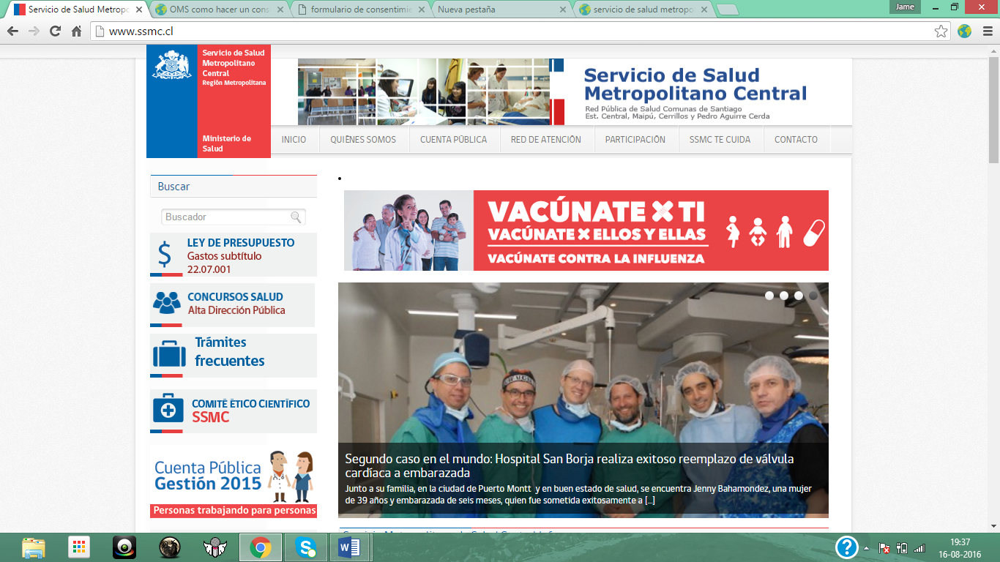 Servicio de Salud Metropo
OMS como hacer un cons
formulario de consentimie
Nueva pestaña
servicio de salud metropo
Jame
www.ssmc.cl
Servicio de Salud
Metropolitano
Central
Región Metropolitana
Ministerio de
Salud
Servicio de Salud
Metropolitano Central
Red Pública de Salud Comunas de Santiago
Est. Central, Maipú, Cerrillos y Pedro Aguirre Cerda
INICIO
QUIÉNES SOMOS
CUENTA PÚBLICA
RED DE ATENCIÓN
PARTICIPACIÓN
SSMC TE CUIDA
CONTACTO
Buscar
Buscador
LEY DE PRESUPUESTO
Gastos subtítulo
22.07.001
CONCURSOS SALUD
Alta Dirección Pública
Trámites
frecuentes
COMITÉ ÉTICO CIENTÍFICO
SSMC
Cuenta Pública
Gestión 2015
Personas trabajando para personas
VACÚNATE X TI
VACÚNATE X ELLOS Y ELLAS
VACÚNATE CONTRA LA INFLUENZA
Segundo caso en el mundo: Hospital San Borja realiza exitoso reemplazo de válvula
cardíaca a embarazada
Junto a su familia, en la ciudad de Puerto Montt y en buen estado de salud, se encuentra Jenny Bahamondez, una mujer
de 39 años y embarazada de seis meses, quien fue sometida exitosamente a [...]
19:37
16-08-2016